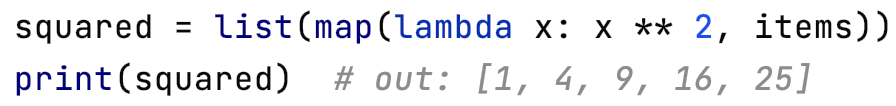 squared = list(map(lambda x: x ** 2, items))
print(squared)  # out: [1, 4, 9, 16, 25]